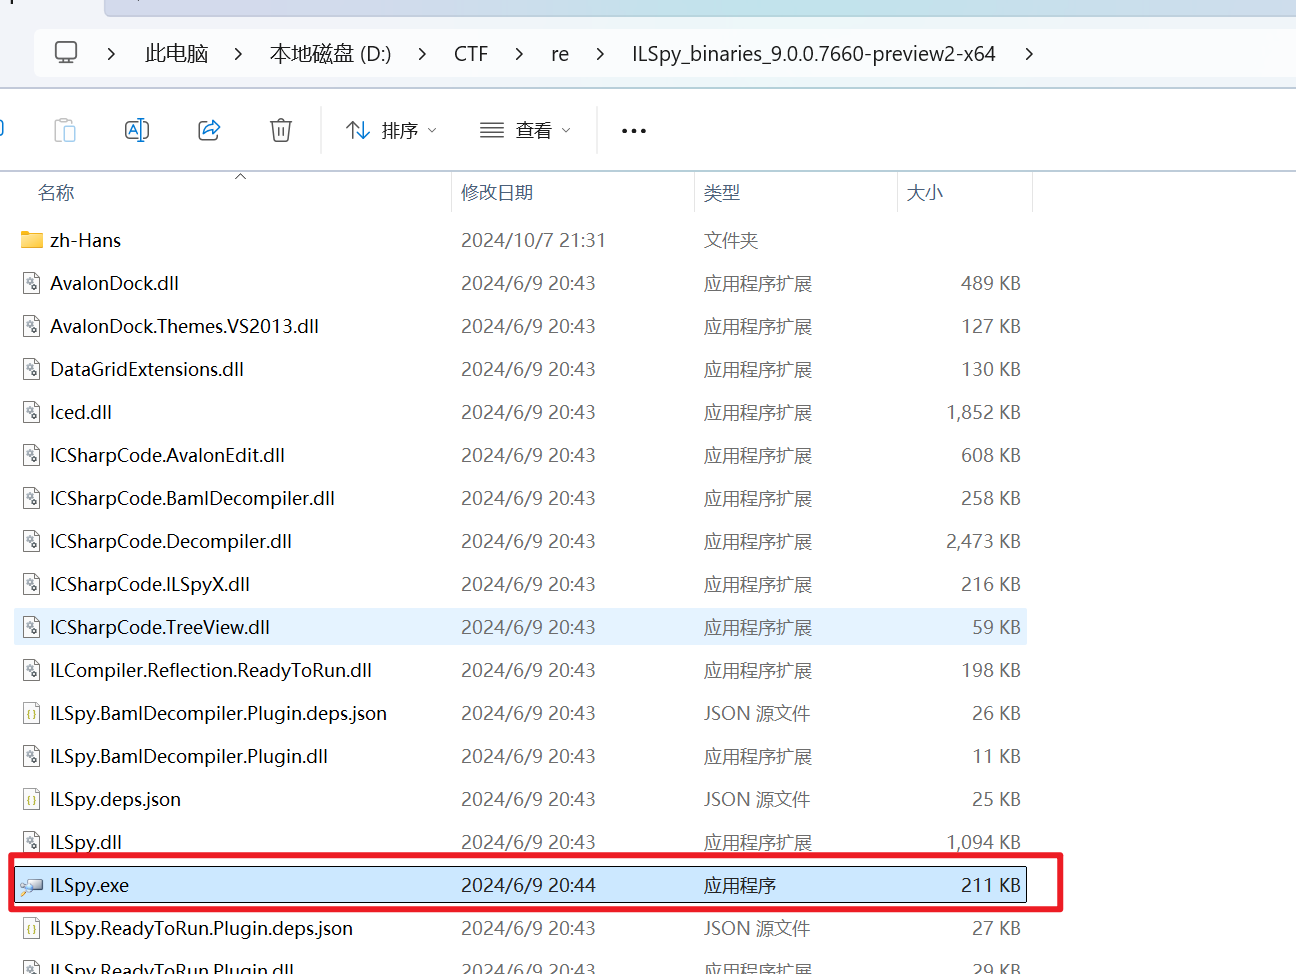 此电脑 本地磁盘 (D:) CTF re ILSpy_binaries_9.0.0.7660-preview2-x64
排序 查看
名称 修改日期 类型 大小
zh-Hans 2024/10/7 21:31 文件夹
AvalonDock.dll 2024/6/9 20:43 应用程序扩展 489 KB
AvalonDock.Themes.VS2013.dll 2024/6/9 20:43 应用程序扩展 127 KB
DataGridExtensions.dll 2024/6/9 20:43 应用程序扩展 130 KB
Iced.dll 2024/6/9 20:43 应用程序扩展 1,852 KB
ICSharpCode.AvalonEdit.dll 2024/6/9 20:43 应用程序扩展 608 KB
ICSharpCode.BamlDecompiler.dll 2024/6/9 20:43 应用程序扩展 258 KB
ICSharpCode.Decompiler.dll 2024/6/9 20:43 应用程序扩展 2,473 KB
ICSharpCode.ILSpyX.dll 2024/6/9 20:43 应用程序扩展 216 KB
ICSharpCode.TreeView.dll 2024/6/9 20:43 应用程序扩展 59 KB
ILCompiler.Reflection.ReadyToRun.dll 2024/6/9 20:43 应用程序扩展 198 KB
ILSpy.BamlDecompiler.Plugin.deps.json 2024/6/9 20:43 JSON 源文件 26 KB
ILSpy.BamlDecompiler.Plugin.dll 2024/6/9 20:43 应用程序扩展 11 KB
ILSpy.deps.json 2024/6/9 20:43 JSON 源文件 25 KB
ILSpy.dll 2024/6/9 20:43 应用程序扩展 1,094 KB
ILSpy.exe 2024/6/9 20:44 应用程序 211 KB
ILSpy.ReadyToRun.Plugin.deps.json 2024/6/9 20:43 JSON 源文件 27 KB
ILSpy.ReadyToRun.Plugin.dll 2024/6/9 20:43 应用程序扩展 29 KB